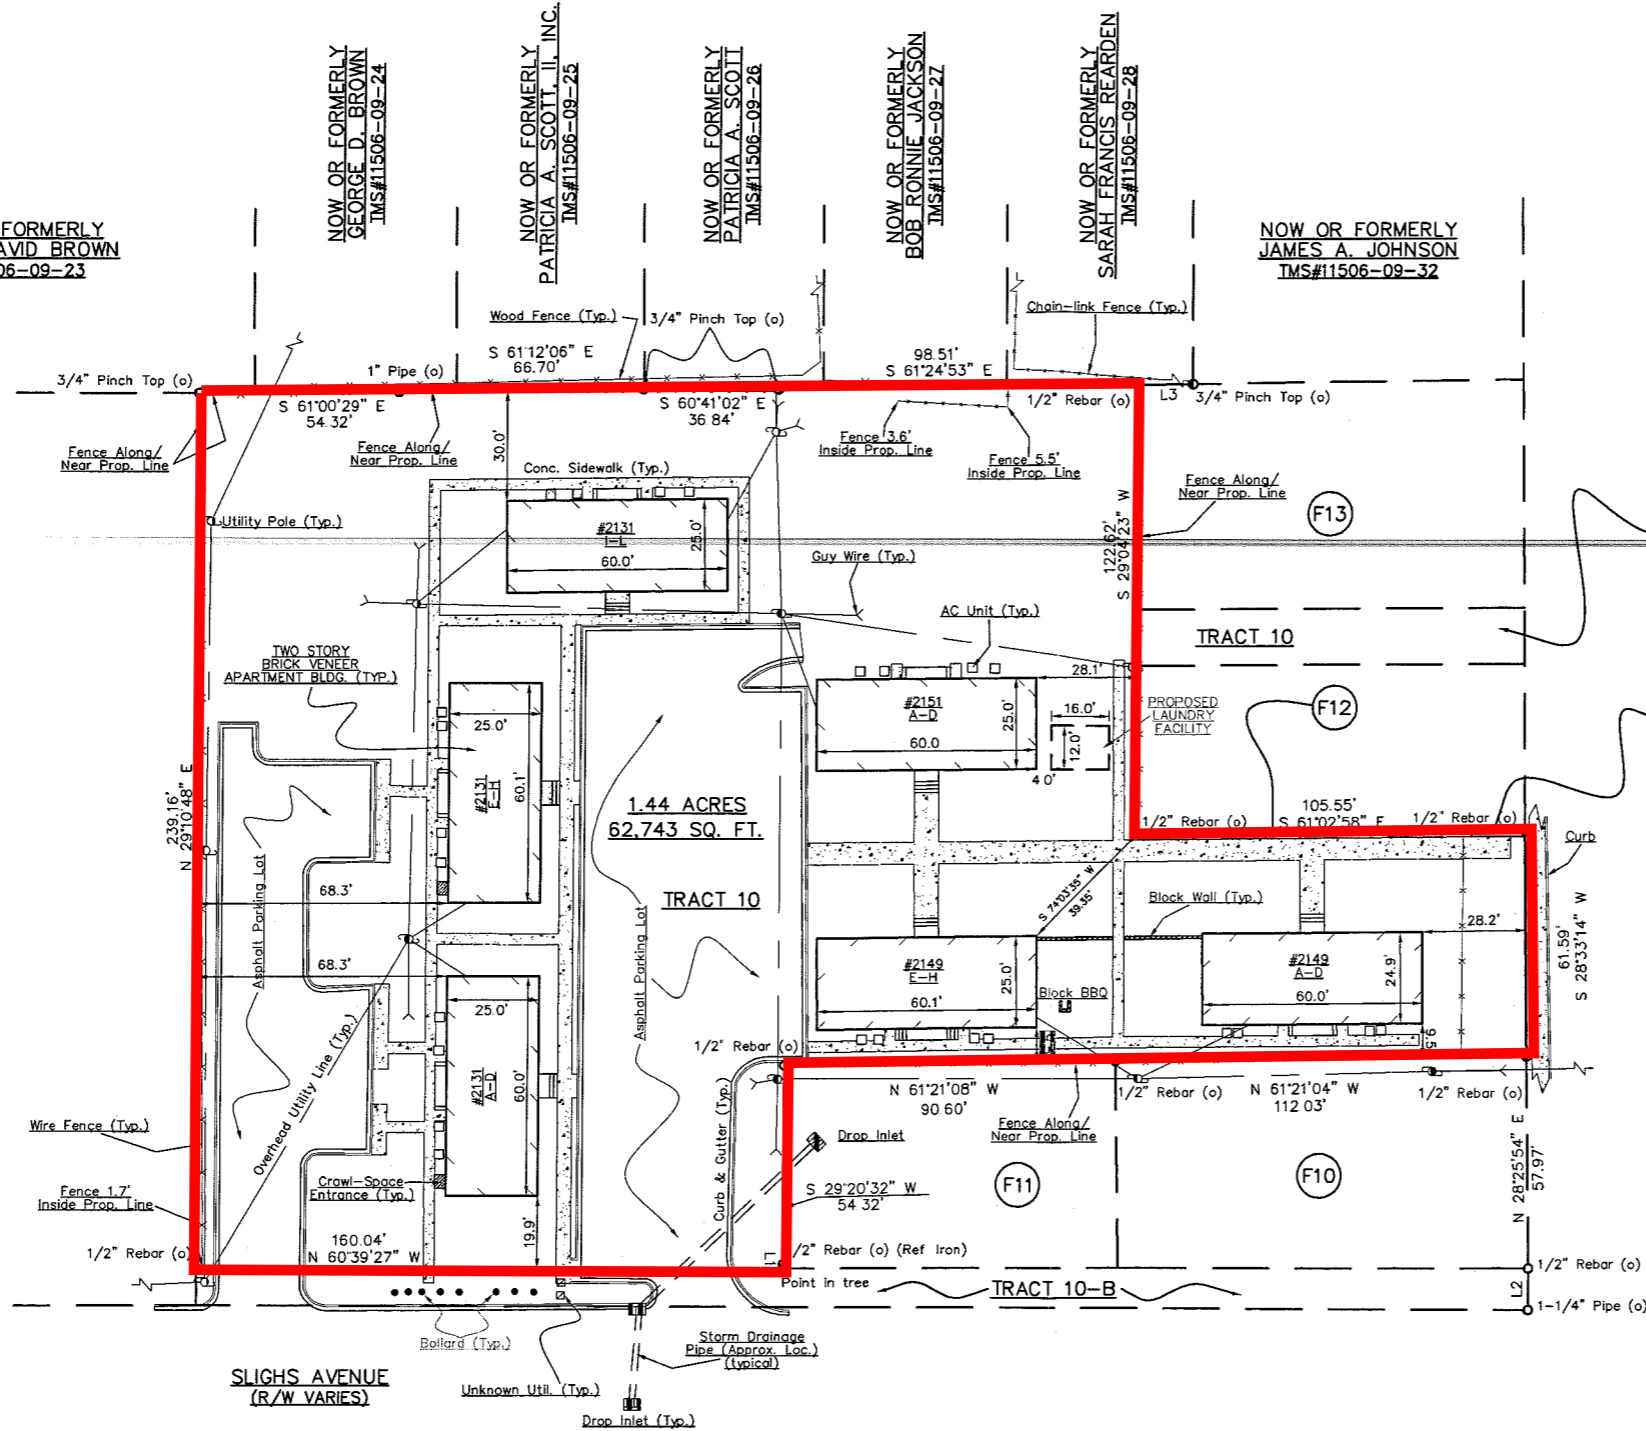 NOW OR FORMERLY
GEORGE D. BROWN
TMS#11506-09-24
NOW OR FORMERLY
PATRICIA A. SCOTT, II, INC.
TMS#11506-09-25
NOW OR FORMERLY
PATRICIA A. SCOTT
TMS#11506-09-26
NOW OR FORMERLY
BOB RONNIE JACKSON
TMS#11506-09-27
NOW OR FORMERLY
SARAH FRANCIS REARDEN
TMS#11506-09-28
FORMERLY
AVID BROWN
06-09-23
NOW OR FORMERLY
JAMES A. JOHNSON
TMS#11506-09-32
Wood Fence (Typ.)
3/4" Pinch Top (o)
Chain-link Fence (Typ.)
S 61°12'06" E
66.70'
98.51'
S 61°24'53" E
3/4" Pinch Top (o)
1" Pipe (o)
S 61°00'29" E
54.32'
S 60°41'02" E
36.84'
1/2" Rebar (o)
L3
3/4" Pinch Top (o)
Fence Along/
Near Prop. Line
Fence Along/
Near Prop. Line
30.0'
Fence 3.6'
Inside Prop. Line
Fence 5.5'
Inside Prop. Line
Conc. Sidewalk (Typ.)
Fence Along/
Near Prop. Line
122.62'
S 29°04'23" W
F13
Utility Pole (Typ.)
#2131
I-L
25.0'
60.0'
Guy Wire (Typ.)
AC Unit (Typ.)
TRACT 10
TWO STORY
BRICK VENEER
APARTMENT BLDG. (TYP.)
28.1'
25.0'
#2151
A-D
25.0'
60.0
16.0'
12.0'
4.0'
PROPOSED
LAUNDRY
FACILITY
F12
#2131
E-H
60.1'
1.44 ACRES
62,743 SQ. FT.
239.16'
N 29°10'48" E
1/2" Rebar (o)
105.55'
S 61°02'58" E
1/2" Rebar (o)
Curb
Asphalt Parking Lot
68.3'
TRACT 10
S 74°03'35" W
39.35'
Block Wall (Typ.)
28.2'
61.59'
S 28°33'14" W
68.3'
Asphalt Parking Lot
#2149
E-H
60.1'
25.0'
Block BBQ
#2149
A-D
60.0'
24.9'
25.0'
#2131
A-D
60.0'
Overhead Utility Line (Typ.)
1/2" Rebar (o)
N 61°21'08" W
90.60'
1/2" Rebar (o)
N 61°21'04" W
112.03'
1/2" Rebar (o)
Wire Fence (Typ.)
Curb & Gutter (Typ.)
Drop Inlet
Fence Along/
Near Prop. Line
N 28°25'54" E
57.97'
Fence 1.7'
Inside Prop. Line
Crawl-Space
Entrance (Typ.)
19.9'
S 29°20'32" W
54.32'
F11
F10
1/2" Rebar (o)
160.04'
N 60°39'27" W
L1
/2" Rebar (o) (Ref Iron)
Point in tree
TRACT 10-B
1/2" Rebar (o)
L2
1-1/4" Pipe (o)
Bollard (Typ.)
SLIGHS AVENUE
(R/W VARIES)
Unknown Util. (Typ.)
Storm Drainage
Pipe (Approx. Loc.)
(typical)
Drop Inlet (Typ.)